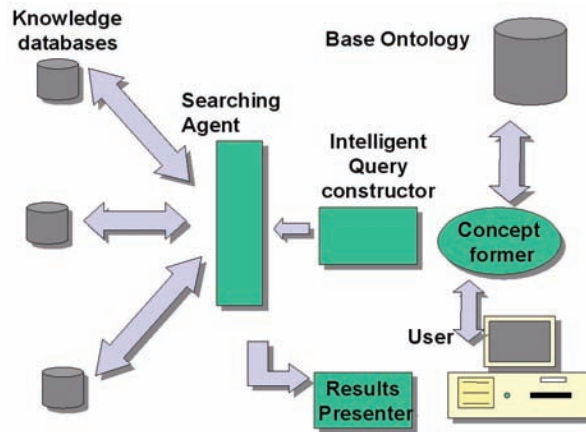 Knowledge
databases
Base Ontology
Searching
Agent
Intelligent
Query
constructor
Concept
former
User
Results
Presenter